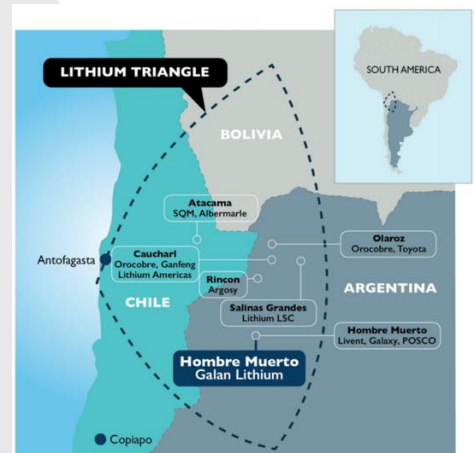 LITHIUM TRIANGLE
SOUTH AMERICA
BOLIVIA
Atacama
SQM, Albermarle
Antofagasta
Caucharl
Orocobre, Ganfeng
Lithium Americas
Olaroz
Orocobre, Toyota
Rincon
Argosy
CHILE
ARGENTINA
Salinas Grandes
Lithium LSC
Hombre Muerto
Livent, Galaxy, POSCO
Hombre Muerto
Galan Lithium
Copiapo